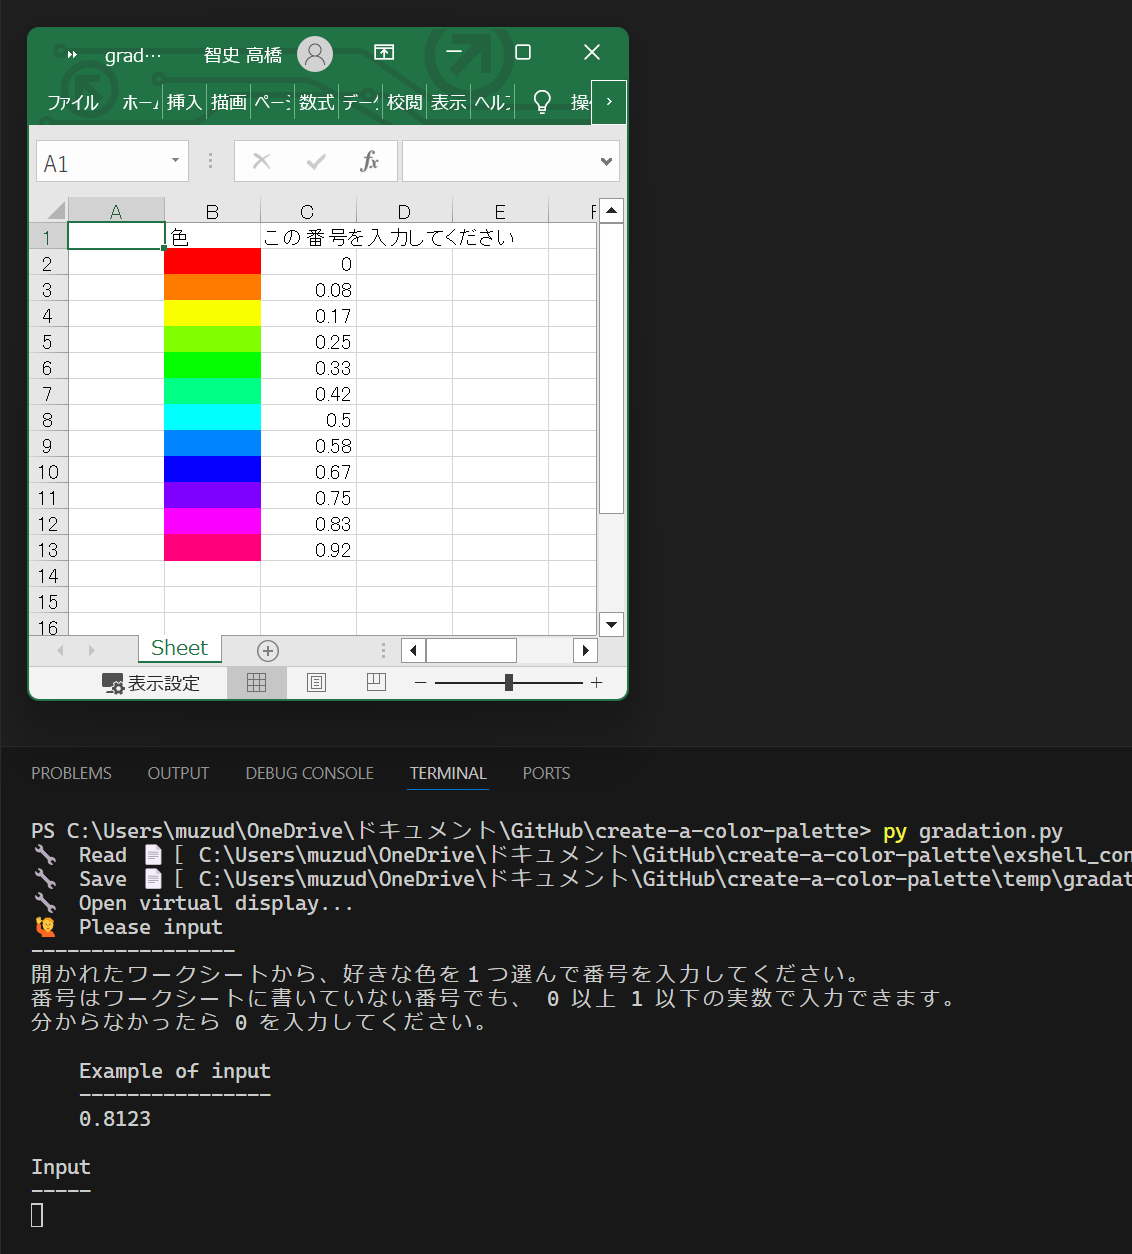 grad… 智史 高橋
ファイル ホーム 挿入 描画 ページ 数式 データ 校閲 表示 ヘルプ 操
A1 fx
A B C D E F
1 色 この番号を入力してください
2 0
3 0.08
4 0.17
5 0.25
6 0.33
7 0.42
8 0.5
9 0.58
10 0.67
11 0.75
12 0.83
13 0.92
14
15
16
Sheet
表示設定
PROBLEMS OUTPUT DEBUG CONSOLE TERMINAL PORTS
PS C:\Users\muzud\OneDrive\ドキュメント\GitHub\create-a-color-palette> py gradation.py
🔧 Read 📄 [ C:\Users\muzud\OneDrive\ドキュメント\GitHub\create-a-color-palette\exshell_con
🔧 Save 📄 [ C:\Users\muzud\OneDrive\ドキュメント\GitHub\create-a-color-palette\temp\gradat
🔧 Open virtual display...
🙋 Please input
-----------------
開かれたワークシートから、好きな色を1つ選んで番号を入力してください。
番号はワークシートに書いていない番号でも、 0 以上 1 以下の実数で入力できます。
分からなかったら 0 を入力してください。
Example of input
----------------
0.8123
Input
-----